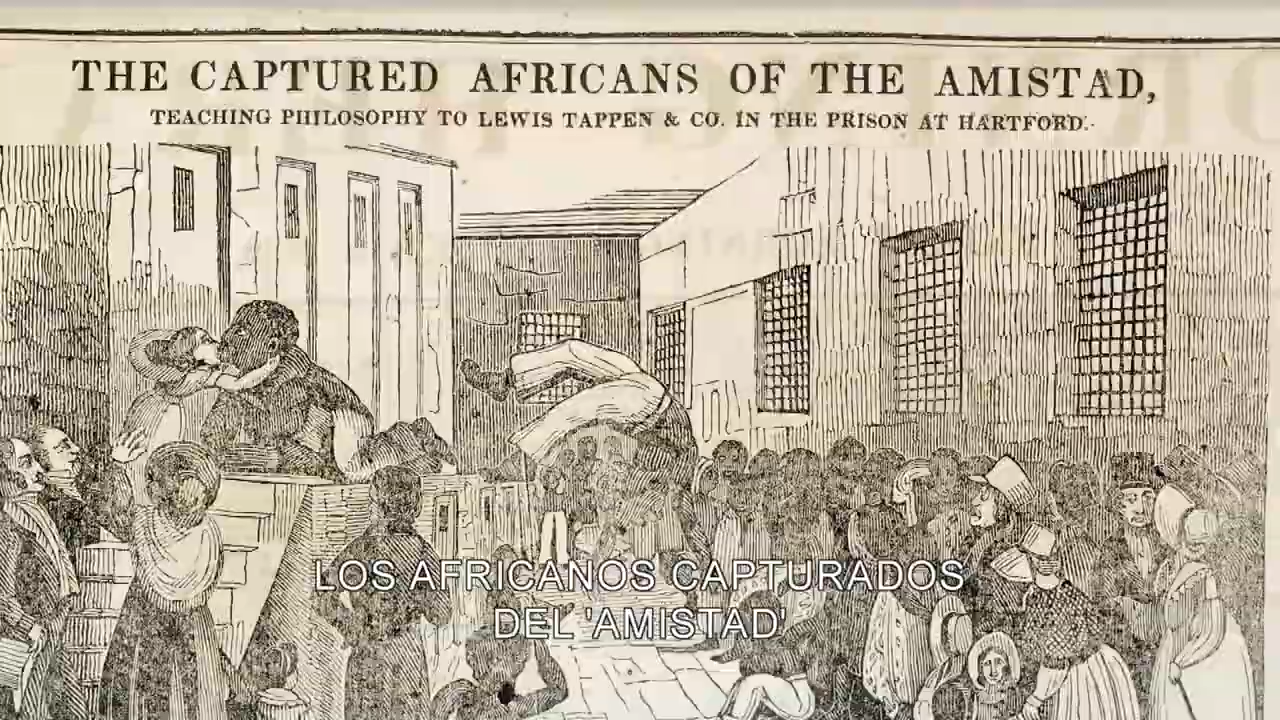 THE CAPTURED AFRICANS OF THE AMISTAD,
TEACHING PHILOSOPHY TO LEWIS TAPPEN & CO. IN THE PRISON AT HARTFORD.
LOS AFRICANOS CAPTURADOS
DEL 'AMISTAD'